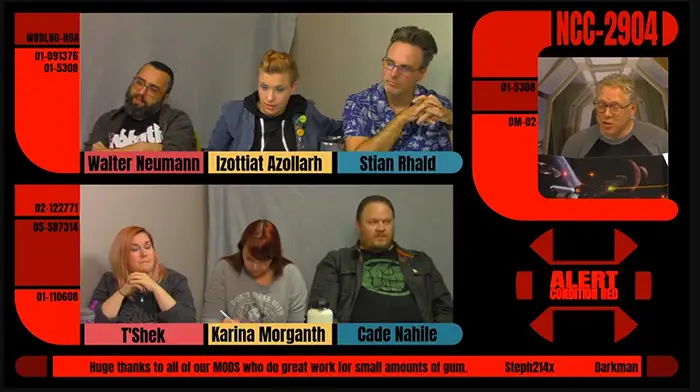 WRDLNG-HOA
01-091376
01-5308
NCC-2904
01-5308
OM-02
Walter Neumann
Izottiat Azollarh
Stian Rhald
02-122771
05-597314
01-110608
ALERT
CONDITION RED
T'Shek
Karina Morganth
Cade Nahile
Huge thanks to all of our MODS who do great work for small amounts of gum.
Steph214x
Darkman